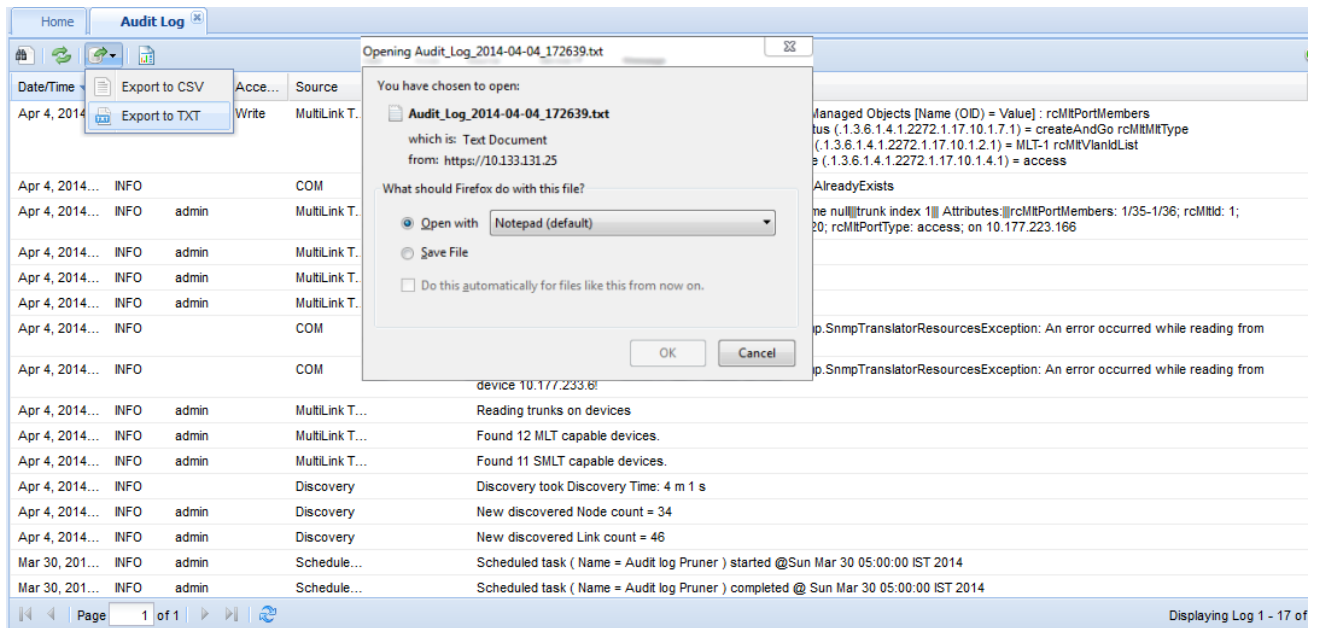 Home
Audit Log
Export to CSV
Export to TXT
Date/Time
Acce...
Source
Opening Audit_Log_2014-04-04_172639.txt
You have chosen to open:
Audit_Log_2014-04-04_172639.txt
which is: Text Document
from: https://10.133.131.25
What should Firefox do with this file?
Open with
Notepad (default)
Save File
Do this automatically for files like this from now on.
OK
Cancel
Apr 4, 2014 Write MultiLink T... Managed Objects [Name (OID) = Value] : rcMltPortMembers
tus (.1.3.6.1.4.1.2272.1.17.10.1.7.1) = createAndGo rcMltMltType
(.1.3.6.1.4.1.2272.1.17.10.1.2.1) = MLT-1 rcMltVlanIdList
e (.1.3.6.1.4.1.2272.1.17.10.1.4.1) = access
Apr 4, 2014... INFO COM AlreadyExists
Apr 4, 2014... INFO admin MultiLink T... me null trunk index 1 Attributes: rcMltPortMembers: 1/35-1/36; rcMltId: 1;
20; rcMltPortType: access; on 10.177.223.166
Apr 4, 2014... INFO admin MultiLink T...
Apr 4, 2014... INFO admin MultiLink T...
Apr 4, 2014... INFO admin MultiLink T...
Apr 4, 2014... INFO COM np.SnmpTranslatorResourcesException: An error occurred while reading from
Apr 4, 2014... INFO COM np.SnmpTranslatorResourcesException: An error occurred while reading from
device 10.177.233.6!
Apr 4, 2014... INFO admin MultiLink T... Reading trunks on devices
Apr 4, 2014... INFO admin MultiLink T... Found 12 MLT capable devices.
Apr 4, 2014... INFO admin MultiLink T... Found 11 SMLT capable devices.
Apr 4, 2014... INFO Discovery Discovery took Discovery Time: 4 m 1 s
Apr 4, 2014... INFO admin Discovery New discovered Node count = 34
Apr 4, 2014... INFO admin Discovery New discovered Link count = 46
Mar 30, 201... INFO admin Schedule... Scheduled task ( Name = Audit log Pruner ) started @Sun Mar 30 05:00:00 IST 2014
Mar 30, 201... INFO admin Schedule... Scheduled task ( Name = Audit log Pruner ) completed @ Sun Mar 30 05:00:00 IST 2014
Page 1 of 1
Displaying Log 1 - 17 of